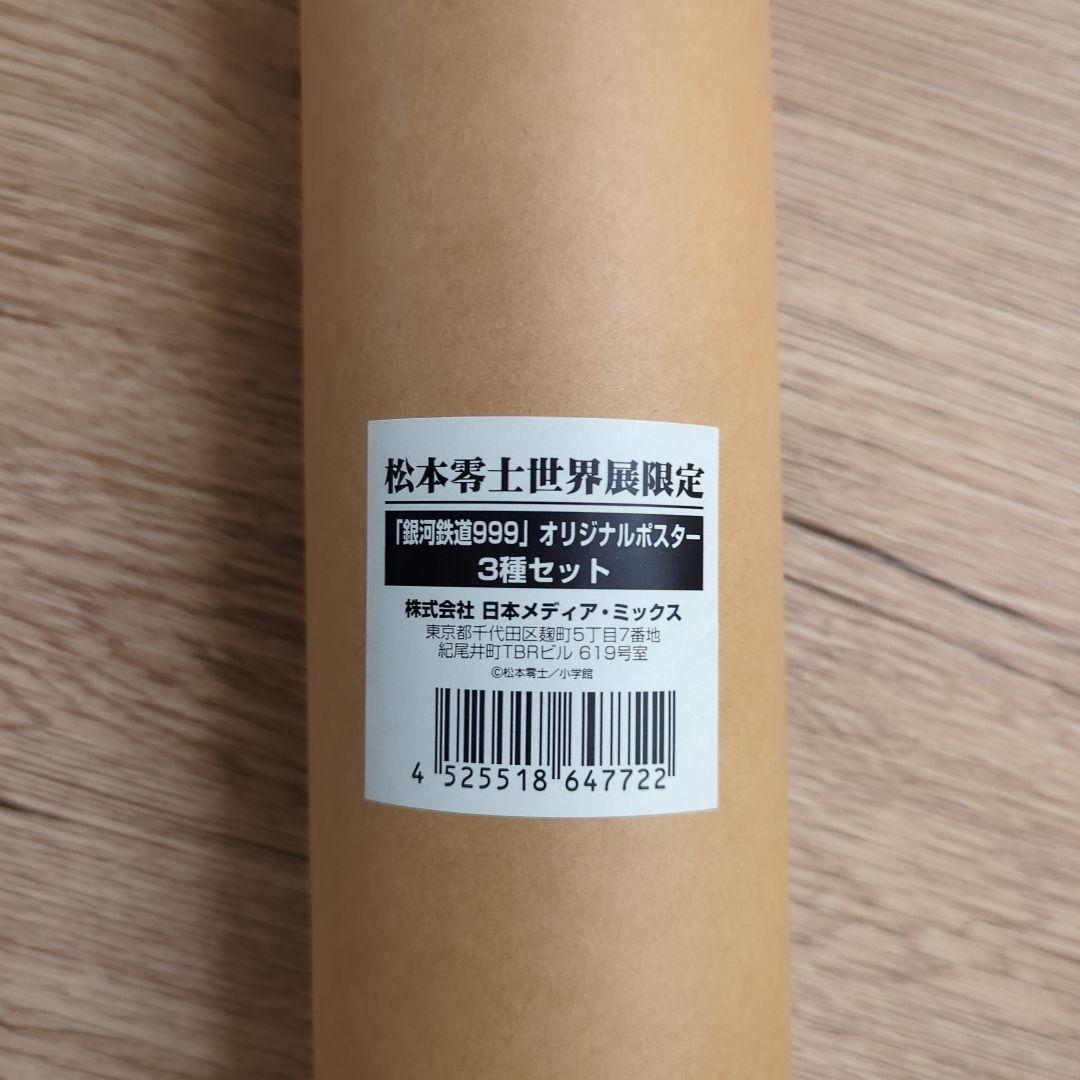 松本零士世界展限定
「銀河鉄道999」オリジナルポスター
3種セット
株式会社 日本メディア・ミックス
東京都千代田区麹町5丁目7番地
紀尾井町TBRビル 619号室
©松本零士／小学館
4 525518 647722